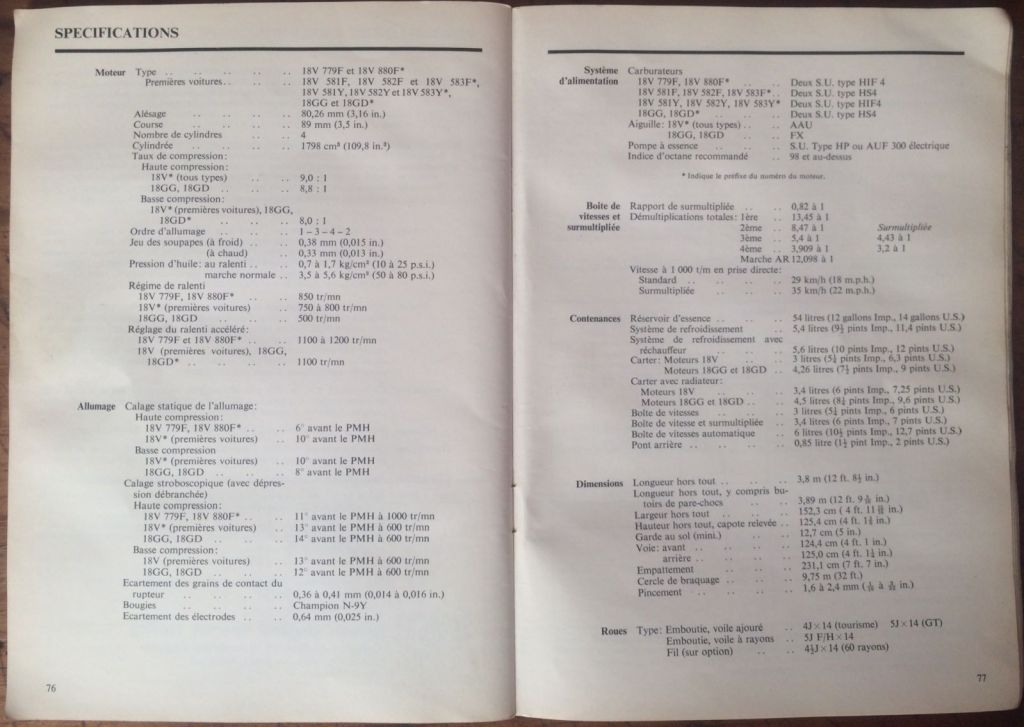 SPECIFICATIONS
Moteur Type .. .. .. .. .. 18V 779F et 18V 880F*
Premières voitures.. .. .. 18V 581F, 18V 582F et 18V 583F*,
18V 581Y, 18V 582Y et 18V 583Y*,
18GG et 18GD*
Alésage .. .. .. .. 80,26 mm (3,16 in.)
Course .. .. .. .. 89 mm (3,5 in.)
Nombre de cylindres .. .. 4
Cylindrée .. .. .. .. 1798 cm³ (109,8 in.³)
Taux de compression:
Haute compression:
18V* (tous types) .. .. 9,0 : 1
18GG, 18GD .. .. .. 8,8 : 1
Basse compression:
18V* (premières voitures), 18GG,
18GD* .. .. .. 8,0 : 1
Ordre d'allumage .. .. .. 1-3-4-2
Jeu des soupapes (à froid) .. .. 0,38 mm (0,015 in.)
(à chaud) .. .. 0,33 mm (0,013 in.)
Pression d'huile: au ralenti .. .. 0,7 à 1,7 kg/cm² (10 à 25 p.s.i.)
marche normale .. 3,5 à 5,6 kg/cm² (50 à 80 p.s.i.)
Régime de ralenti
18V 779F, 18V 880F* .. .. 850 tr/mn
18V* (premières voitures) .. 750 à 800 tr/mn
18GG, 18GD .. .. .. 500 tr/mn
Réglage du ralenti accéléré:
18V 779F et 18V 880F* .. .. 1100 à 1200 tr/mn
18V (premières voitures), 18GG,
18GD* .. .. .. .. 1100 tr/mn
Allumage Calage statique de l'allumage:
Haute compression:
18V 779F, 18V 880F* .. .. 6° avant le PMH
18V* (premières voitures) .. 10° avant le PMH
Basse compression
18V* (premières voitures) .. 10° avant le PMH
18GG, 18GD .. .. .. 8° avant le PMH
Calage stroboscopique (avec dépres-
sion débranchée)
Haute compression:
18V 779F, 18V 880F* .. .. 11° avant le PMH à 1000 tr/mn
18V* (premières voitures) .. 13° avant le PMH à 600 tr/mn
18GG, 18GD .. .. .. 14° avant le PMH à 600 tr/mn
Basse compression:
18V (premières voitures) .. 13° avant le PMH à 600 tr/mn
18GG, 18GD .. .. .. 12° avant le PMH à 600 tr/mn
Ecartement des grains de contact du
rupteur .. .. .. .. 0,36 à 0,41 mm (0,014 à 0,016 in.)
Bougies .. .. .. .. Champion N-9Y
Ecartement des électrodes .. .. 0,64 mm (0,025 in.)
76
Système Carburateurs
d'alimentation 18V 779F, 18V 880F* .. .. Deux S.U. type HIF 4
18V 581F, 18V 582F, 18V 583F* .. Deux S.U. type HS4
18V 581Y, 18V 582Y, 18V 583Y* Deux S.U. type HIF4
18GG, 18GD* .. .. .. Deux S.U. type HS4
Aiguille: 18V* (tous types) .. .. AAU
18GG, 18GD .. .. FX
Pompe à essence .. .. .. S.U. Type HP ou AUF 300 électrique
Indice d'octane recommandé .. 98 et au-dessus
* Indique le préfixe du numéro du moteur.
Boîte de Rapport de surmultipliée .. .. 0,82 à 1
vitesses et Démultiplications totales: 1ère .. 13,45 à 1
surmultipliée 2ème .. 8,47 à 1 Surmultipliée
3ème .. 5,4 à 1 4,43 à 1
4ème .. 3,909 à 1 3,2 à 1
Marche AR 12,098 à 1
Vitesse à 1 000 t/m en prise directe:
Standard .. .. .. .. 29 km/h (18 m.p.h.)
Surmultipliée .. .. .. 35 km/h (22 m.p.h.)
Contenances Réservoir d'essence .. .. .. 54 litres (12 gallons Imp., 14 gallons U.S.)
Système de refroidissement .. 5,4 litres (9½ pints Imp., 11,4 pints U.S.)
Système de refroidissement avec
réchauffeur .. .. .. 5,6 litres (10 pints Imp., 12 pints U.S.)
Carter: Moteurs 18V .. .. 3 litres (5¼ pints Imp., 6,3 pints U.S.)
Moteurs 18GG et 18GD .. 4,26 litres (7½ pints Imp., 9 pints U.S.)
Carter avec radiateur:
Moteurs 18V .. .. .. 3,4 litres (6 pints Imp., 7,25 pints U.S.)
Moteurs 18GG et 18GD .. .. 4,5 litres (8¼ pints Imp., 9,6 pints U.S.)
Boîte de vitesses .. .. .. 3 litres (5¼ pints Imp., 6 pints U.S.)
Boîte de vitesse et surmultipliée .. 3,4 litres (6 pints Imp., 7 pints U.S.)
Boîte de vitesses automatique .. 6 litres (10½ pints Imp., 12,7 pints U.S.)
Pont arrière .. .. .. .. 0,85 litre (1½ pint Imp., 2 pints U.S.)
Dimensions Longueur hors tout .. .. .. 3,8 m (12 ft. 8½ in.)
Longueur hors tout, y compris bu-
toirs de pare-chocs .. .. 3,89 m (12 ft. 9 in.)
Largeur hors tout .. .. .. 152,3 cm ( 4 ft. 11 in.)
Hauteur hors tout, capote relevée .. 125,4 cm (4 ft. in.)
Garde au sol (mini.) .. .. 12,7 cm (5 in.)
Voie: avant .. .. .. .. 124,4 cm (4 ft. 1 in.)
arrière .. .. .. .. 125,0 cm (4 ft. 1¼ in.)
Empattement .. .. .. 231,1 cm (7 ft. 7 in.)
Cercle de braquage .. .. .. 9,75 m (32 ft.)
Pincement .. .. .. .. 1,6 à 2,4 mm ( à in.)
Roues Type: Emboutie, voile ajouré .. 4J×14 (tourisme) 5J×14 (GT)
Emboutie, voile à rayons .. 5J F/H×14
Fil (sur option) .. .. 4½J×14 (60 rayons)
77